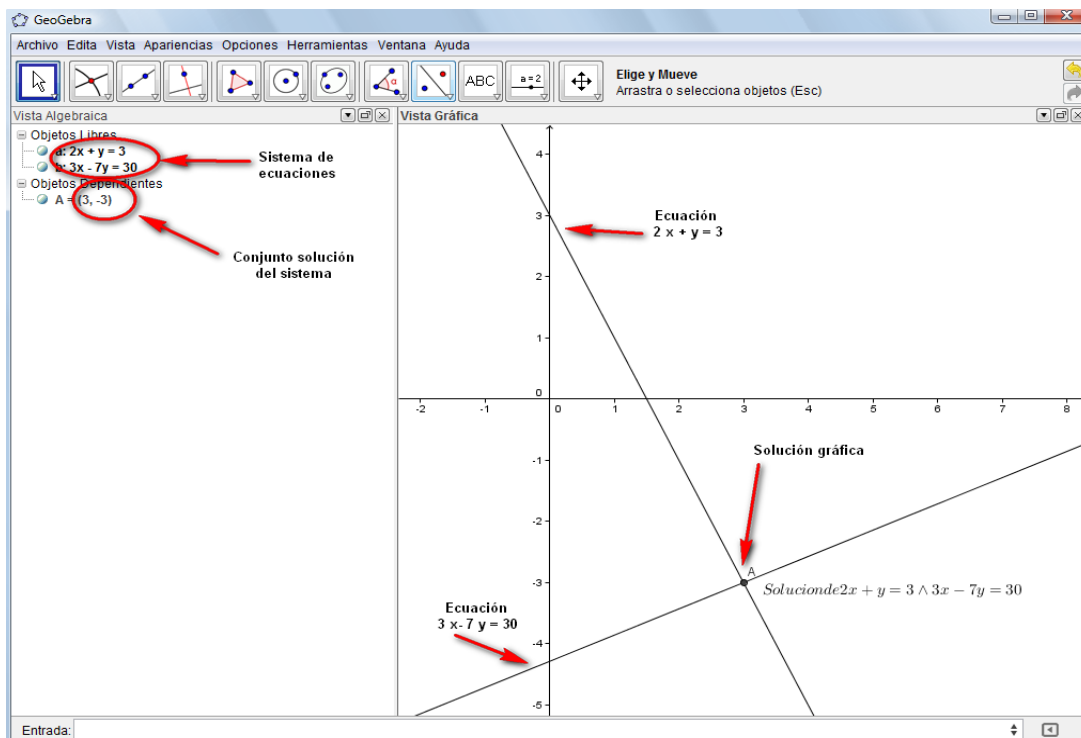 GeoGebra
Archivo Edita Vista Apariencias Opciones Herramientas Ventana Ayuda
ABC
a=2
α
Elige y Mueve
Arrastra o selecciona objetos (Esc)
Vista Algebraica
Objetos Libres
a: 2x + y = 3
b: 3x - 7y = 30
Objetos Dependientes
A = (3, -3)
Sistema de
ecuaciones
Conjunto solución
del sistema
Vista Gráfica
4
3
2
1
0
-1
-2
-3
-4
-5
-2 -1 0 1 2 3 4 5 6 7 8
Ecuación
2 x + y = 3
Solución gráfica
A
Solucionde2x + y = 3 ∧ 3x − 7y = 30
Ecuación
3 x- 7 y = 30
Entrada: